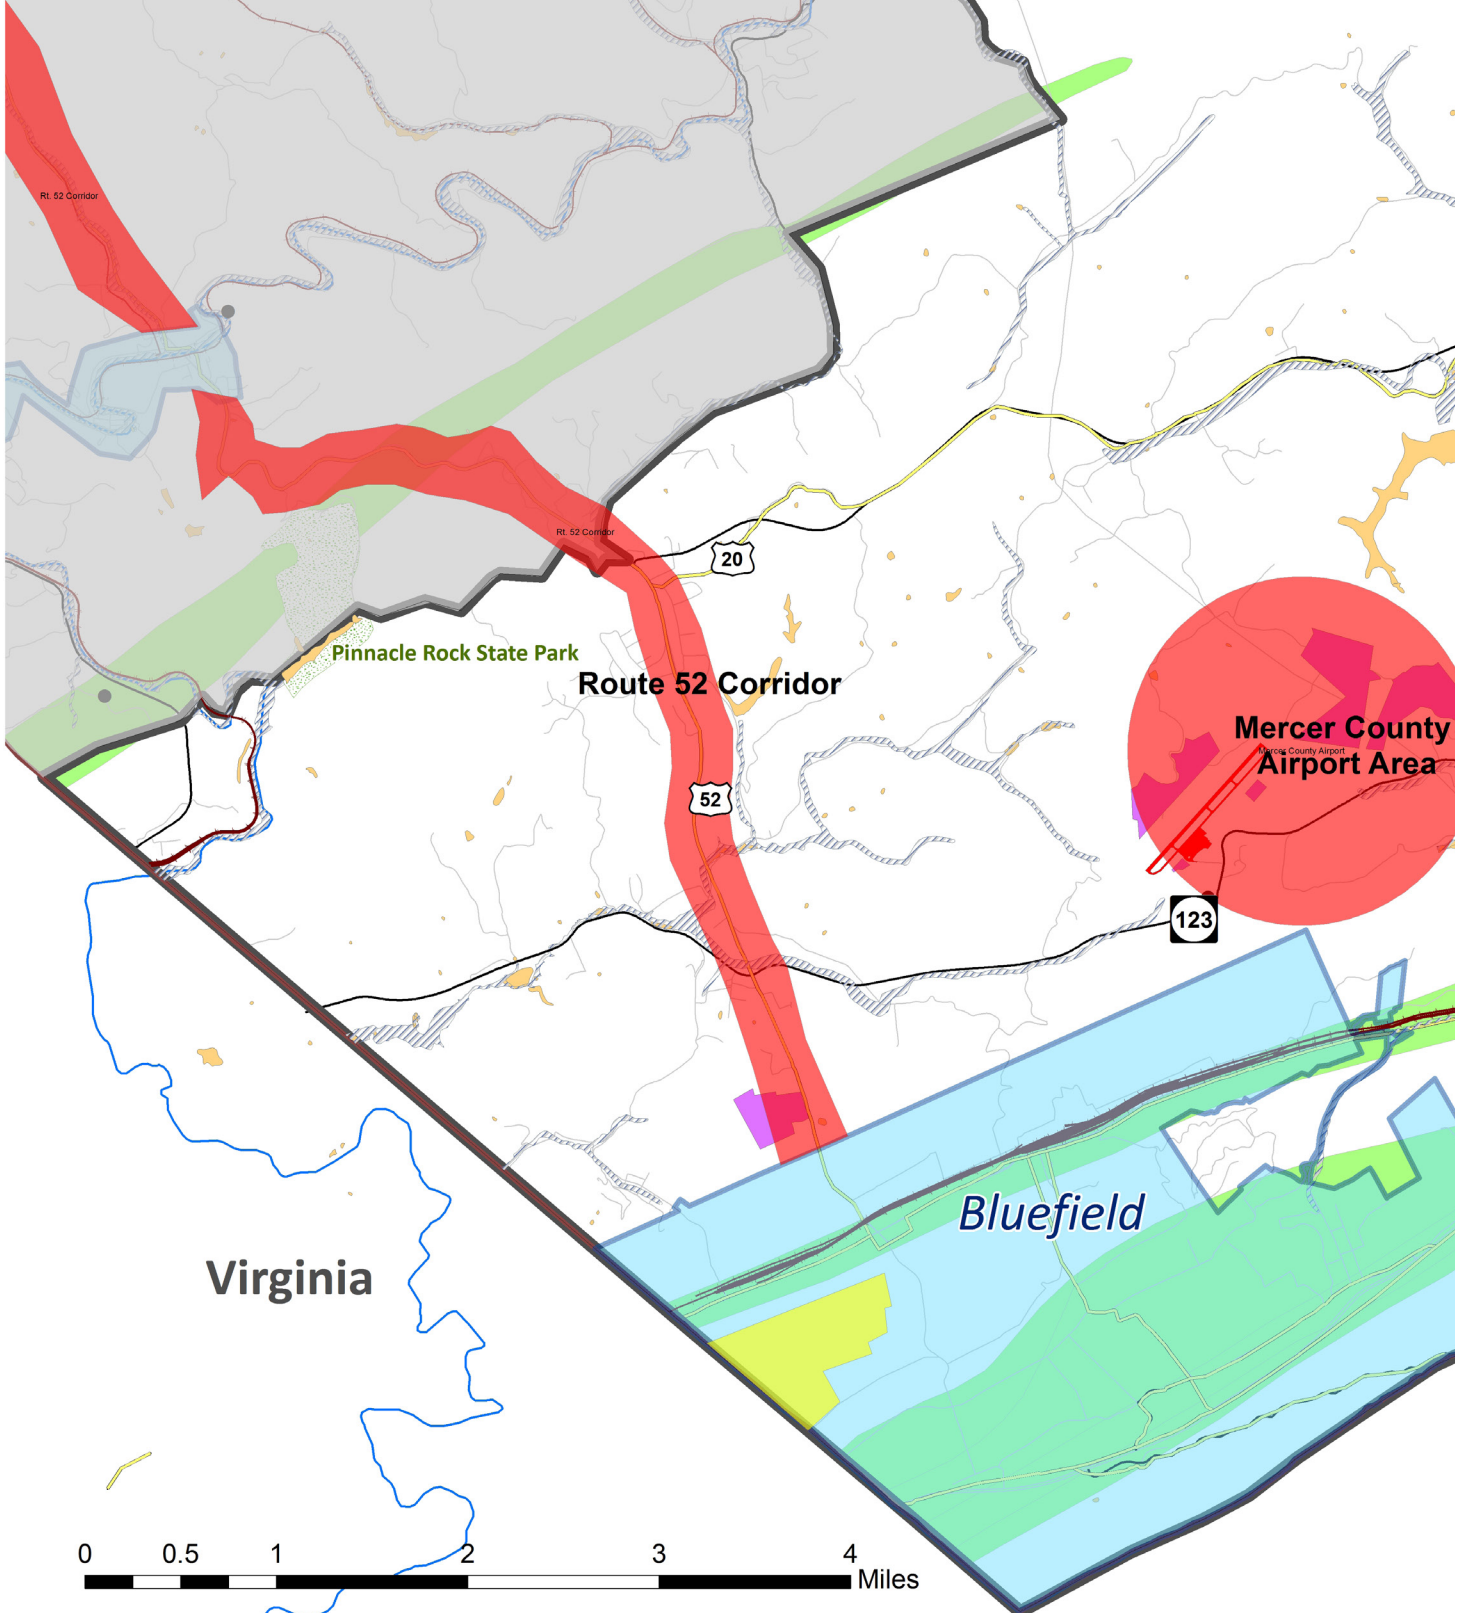 Rt. 52 Corridor
Rt. 52 Corridor
20
Pinnacle Rock State Park
Route 52 Corridor
Mercer County
Mercer County Airport
Airport Area
52
123
Bluefield
Virginia
0 0.5 1 2 3 4
Miles